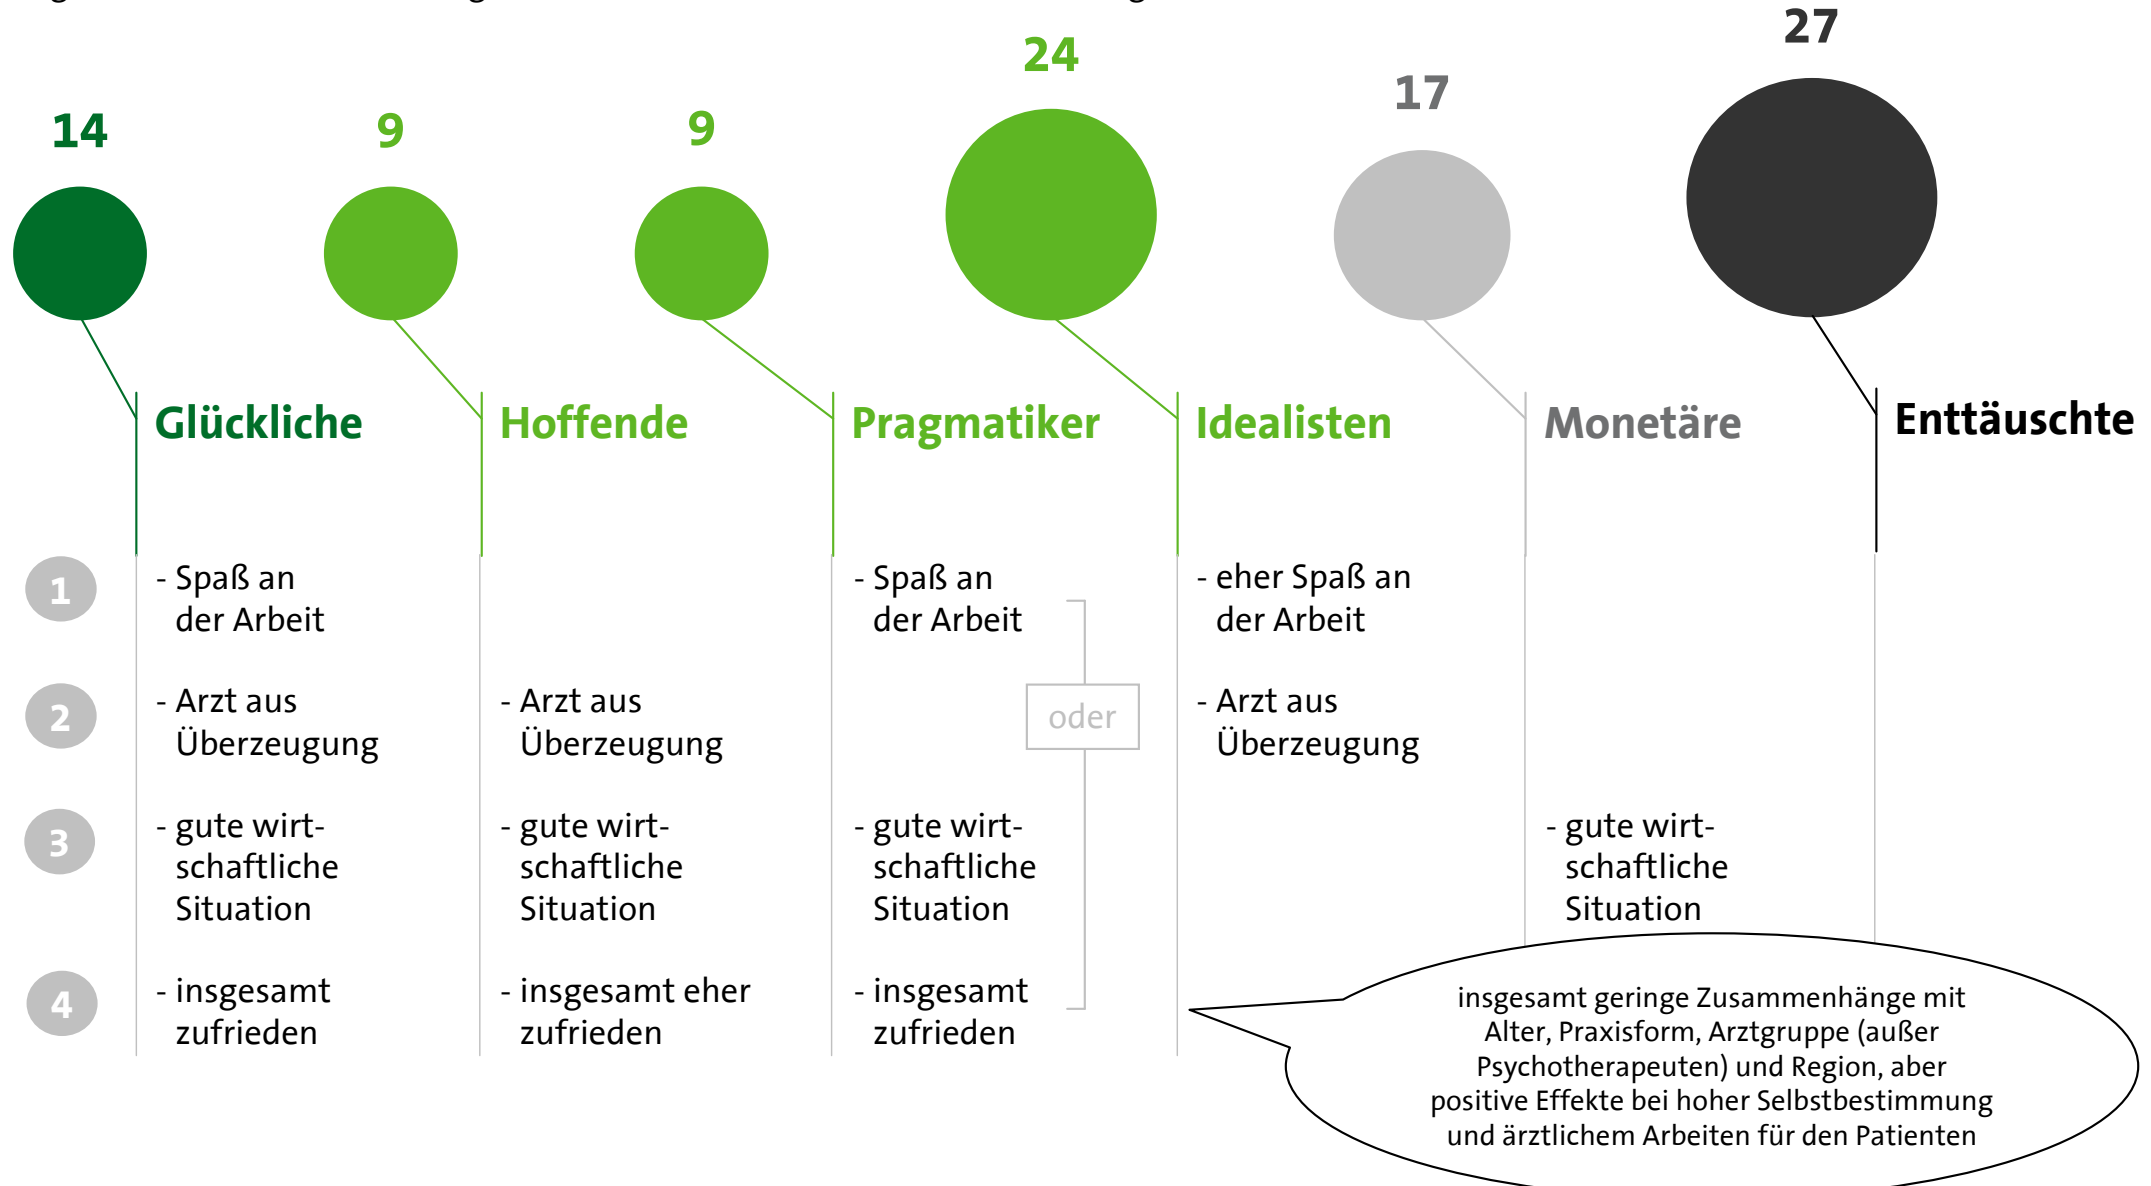 14
9
9
24
17
27
Glückliche
Hoffende
Pragmatiker
Idealisten
Monetäre
Enttäuschte
1
- Spaß an
der Arbeit
- Spaß an
der Arbeit
- eher Spaß an
der Arbeit
2
- Arzt aus
Überzeugung
- Arzt aus
Überzeugung
oder
- Arzt aus
Überzeugung
3
- gute wirt-
schaftliche
Situation
- gute wirt-
schaftliche
Situation
- gute wirt-
schaftliche
Situation
- gute wirt-
schaftliche
Situation
4
- insgesamt
zufrieden
- insgesamt eher
zufrieden
- insgesamt
zufrieden
insgesamt geringe Zusammenhänge mit
Alter, Praxisform, Arztgruppe (außer
Psychotherapeuten) und Region, aber
positive Effekte bei hoher Selbstbestimmung
und ärztlichem Arbeiten für den Patienten